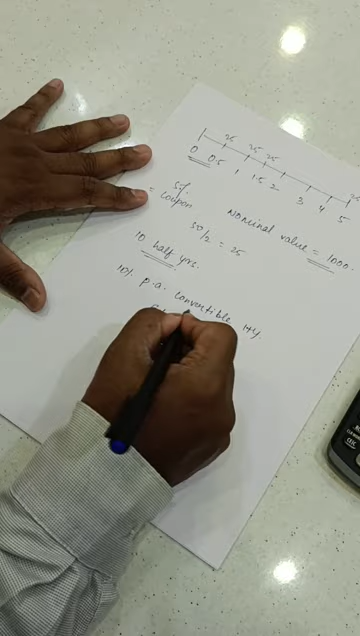 25 25 25 25
0 0.5 1 1.5 2 3 4 5
5%
= coupon
Nominal value = 1000.
50/2 = 25
10 half yrs.
10% p.a. convertible H4